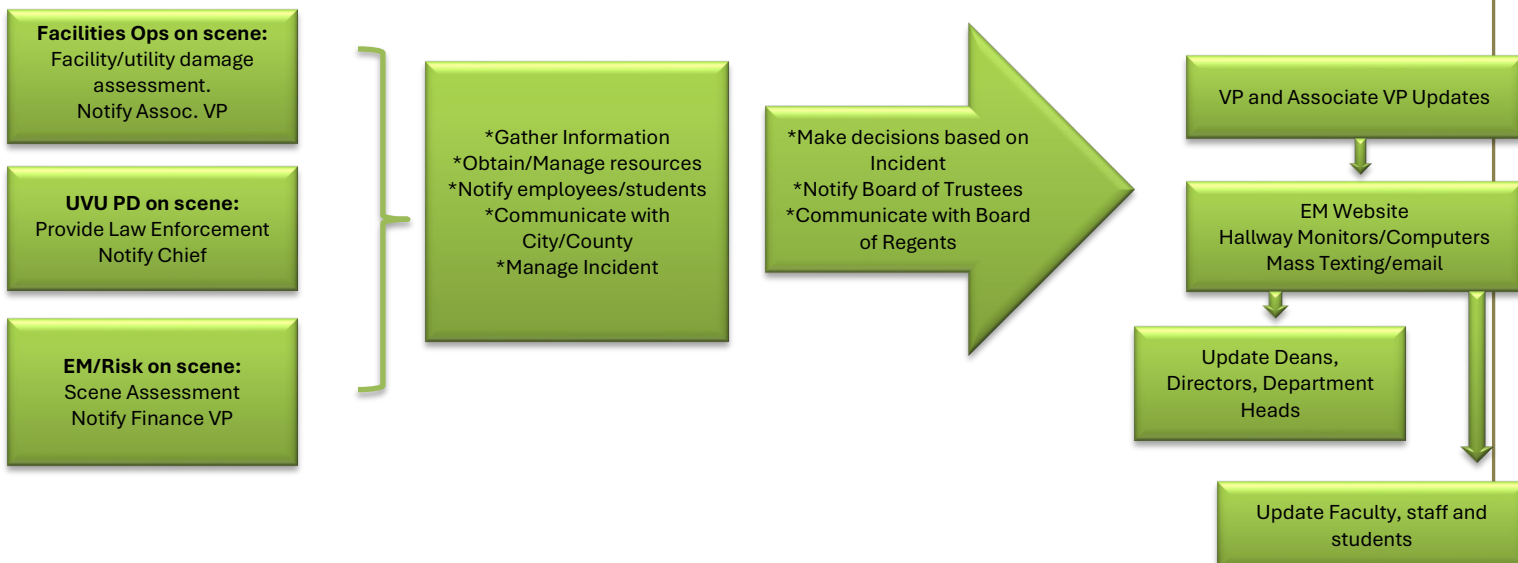 Facilities Ops on scene:
Facility/utility damage
assessment.
Notify Assoc. VP
UVU PD on scene:
Provide Law Enforcement
Notify Chief
EM/Risk on scene:
Scene Assessment
Notify Finance VP
*Gather Information
*Obtain/Manage resources
*Notify employees/students
*Communicate with
City/County
*Manage Incident
*Make decisions based on
Incident
*Notify Board of Trustees
*Communicate with Board
of Regents
VP and Associate VP Updates
EM Website
Hallway Monitors/Computers
Mass Texting/email
Update Deans,
Directors, Department
Heads
Update Faculty, staff and
students